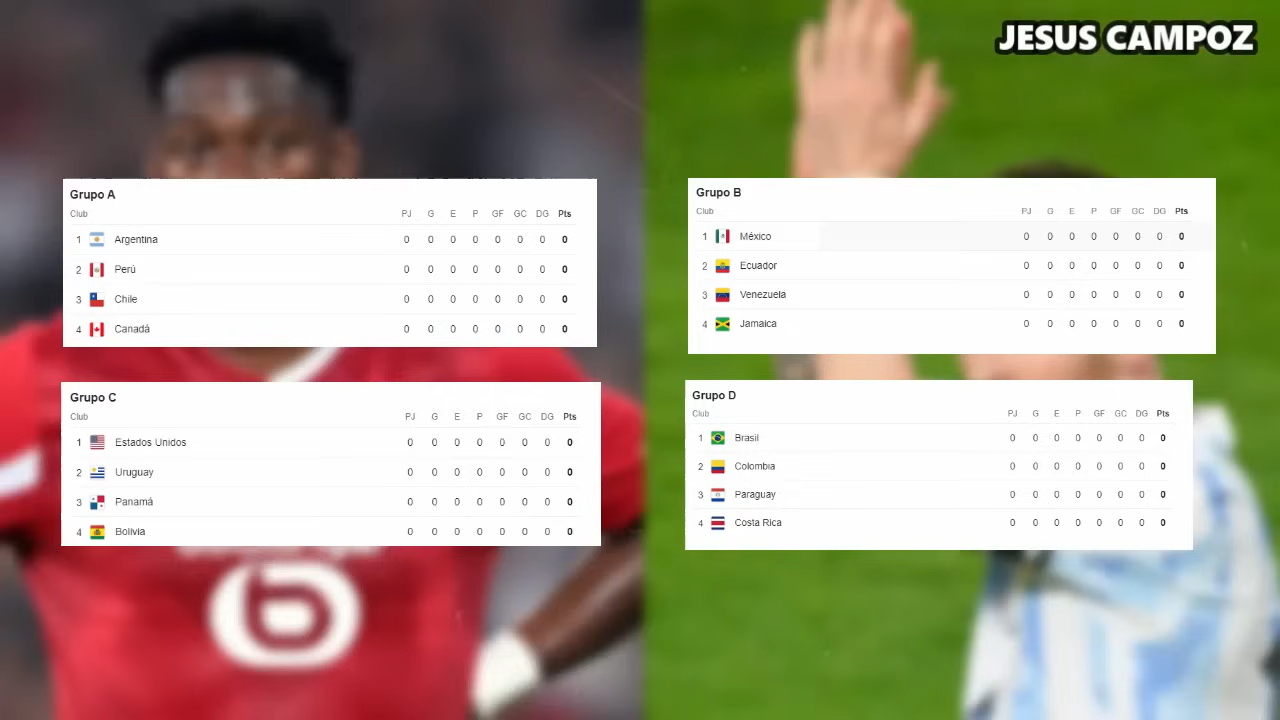 JESUS CAMPOZ
Grupo A
Club PJ G E P GF GC DG Pts
1 Argentina 0 0 0 0 0 0 0 0
2 Perú 0 0 0 0 0 0 0 0
3 Chile 0 0 0 0 0 0 0 0
4 Canadá 0 0 0 0 0 0 0 0
Grupo B
Club PJ G E P GF GC DG Pts
1 México 0 0 0 0 0 0 0 0
2 Ecuador 0 0 0 0 0 0 0 0
3 Venezuela 0 0 0 0 0 0 0 0
4 Jamaica 0 0 0 0 0 0 0 0
Grupo C
Club PJ G E P GF GC DG Pts
1 Estados Unidos 0 0 0 0 0 0 0 0
2 Uruguay 0 0 0 0 0 0 0 0
3 Panamá 0 0 0 0 0 0 0 0
4 Bolivia 0 0 0 0 0 0 0 0
Grupo D
Club PJ G E P GF GC DG Pts
1 Brasil 0 0 0 0 0 0 0 0
2 Colombia 0 0 0 0 0 0 0 0
3 Paraguay 0 0 0 0 0 0 0 0
4 Costa Rica 0 0 0 0 0 0 0 0